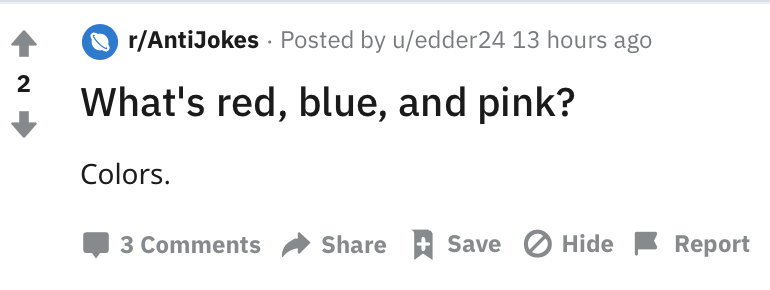 r/AntiJokes · Posted by u/edder24 13 hours ago
2
What's red, blue, and pink?
Colors.
3 Comments Share Save Hide Report